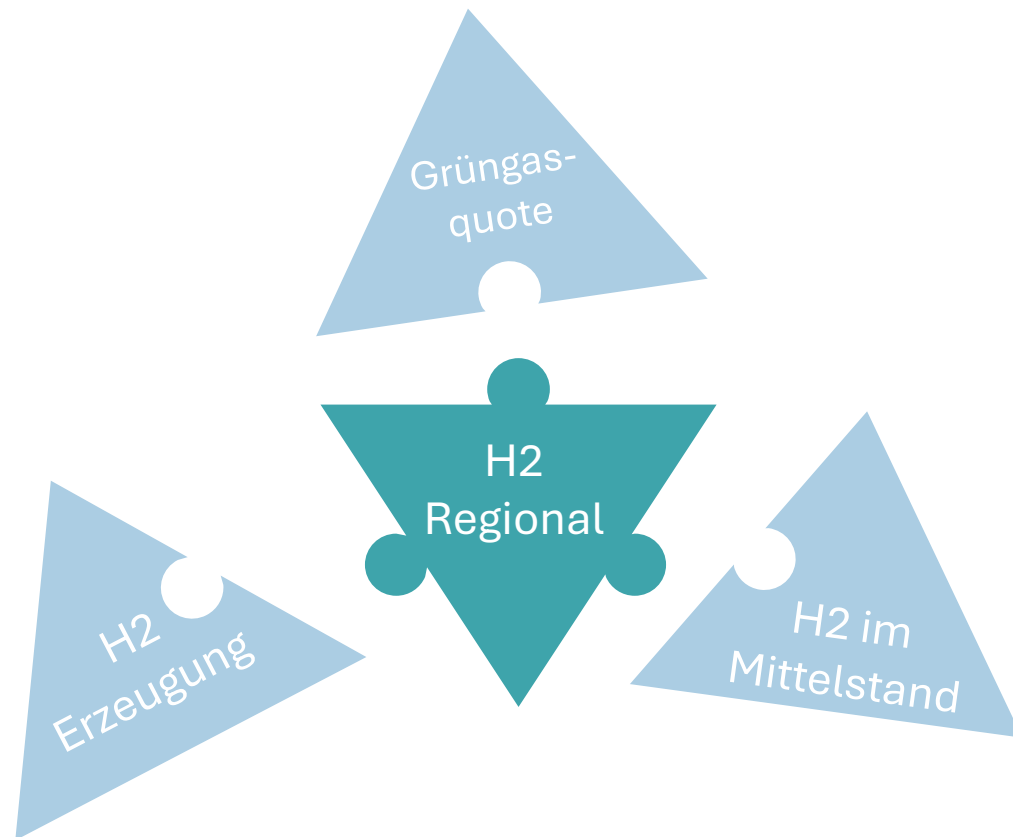 Grüngas-
quote
H2
Regional
H2
Erzeugung
H2 im
Mittelstand